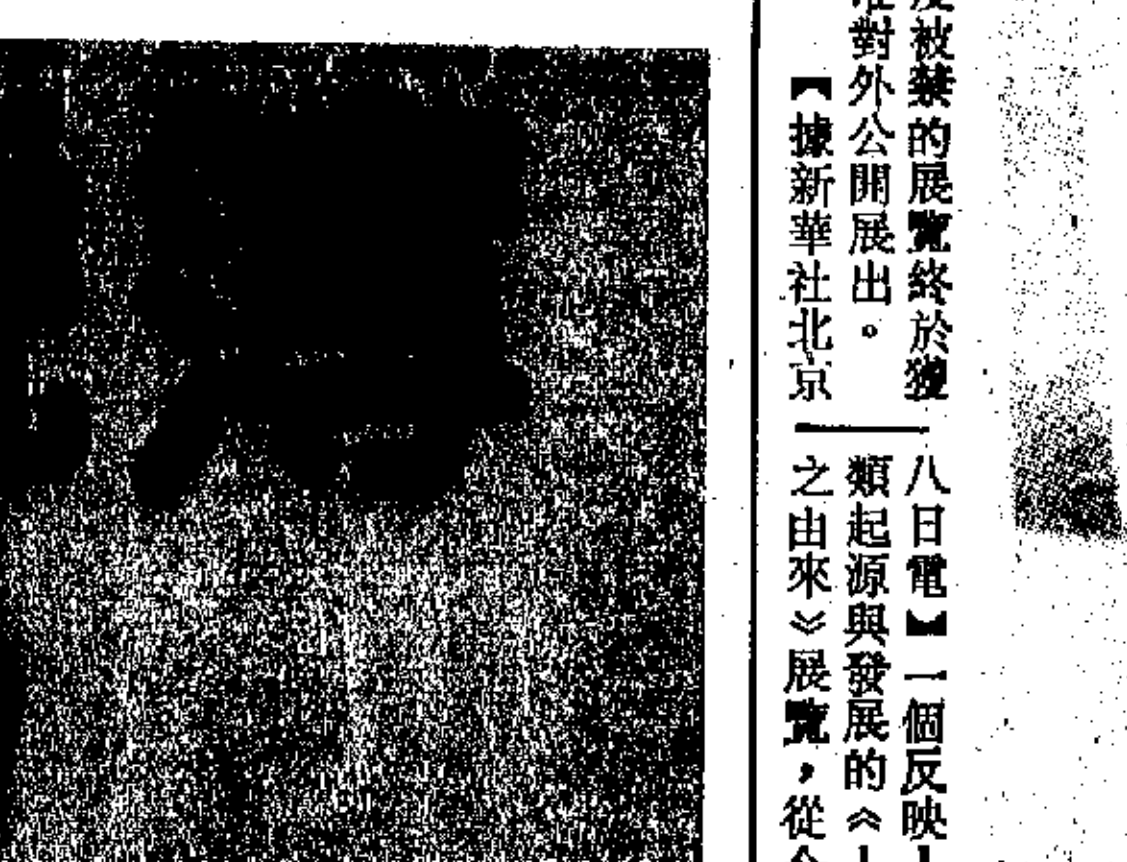 被禁的展覽終於獲
對外公開展出。
【據新華社北京
八日電】一個反映
類起源與發展的《
之由來》展覽，從